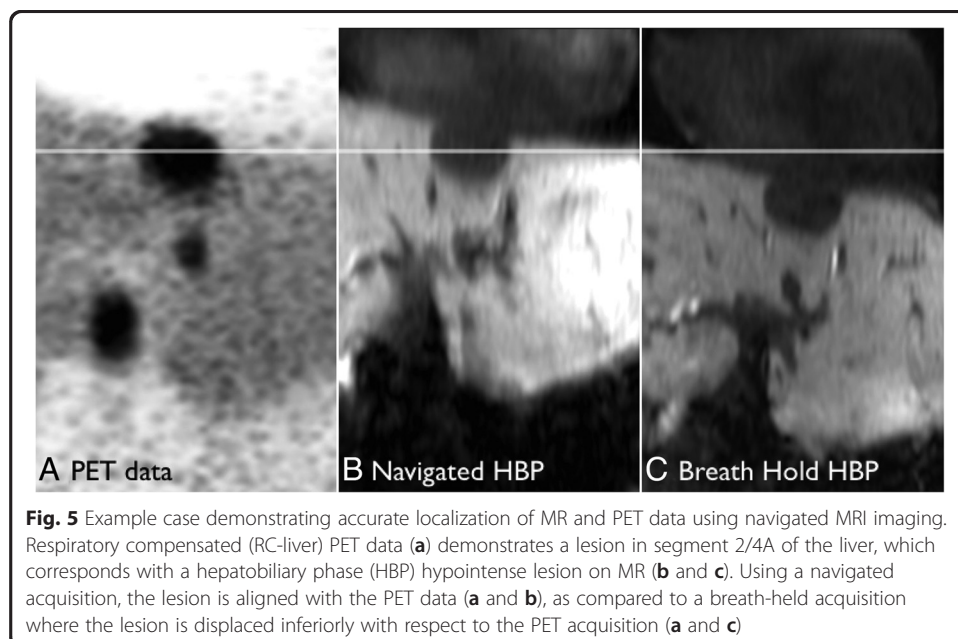 A PET data
B Navigated HBP
C Breath Hold HBP
Fig. 5 Example case demonstrating accurate localization of MR and PET data using navigated MRI imaging.
Respiratory compensated (RC-liver) PET data (a) demonstrates a lesion in segment 2/4A of the liver, which
corresponds with a hepatobiliary phase (HBP) hypointense lesion on MR (b and c). Using a navigated
acquisition, the lesion is aligned with the PET data (a and b), as compared to a breath-held acquisition
where the lesion is displaced inferiorly with respect to the PET acquisition (a and c)